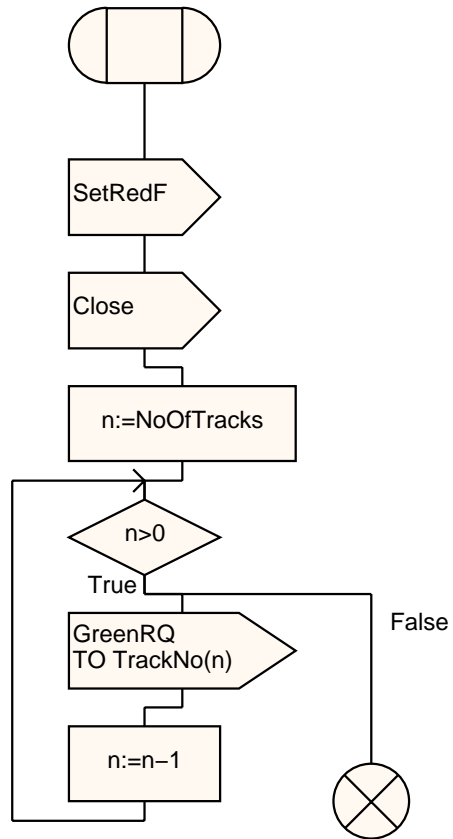 SetRedF
Close
n:=NoOfTracks
n>0
True
False
GreenRQ
TO TrackNo(n)
n:=n−1